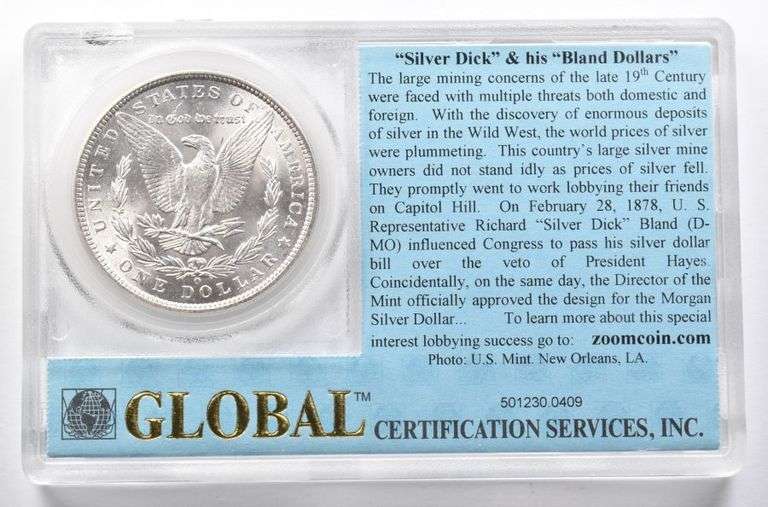 UNITED STATES OF AMERICA
In God we trust
ONE DOLLAR
"Silver Dick" & his "Bland Dollars"
The large mining concerns of the late 19th Century
were faced with multiple threats both domestic and
foreign. With the discovery of enormous deposits
of silver in the Wild West, the world prices of silver
were plummeting. This country's large silver mine
owners did not stand idly as prices of silver fell.
They promptly went to work lobbying their friends
on Capitol Hill. On February 28, 1878, U. S.
Representative Richard "Silver Dick" Bland (D-
MO) influenced Congress to pass his silver dollar
bill over the veto of President Hayes.
Coincidentally, on the same day, the Director of the
Mint officially approved the design for the Morgan
Silver Dollar... To learn more about this special
interest lobbying success go to: zoomcoin.com
Photo: U.S. Mint. New Orleans, LA.
501230.0409
GLOBAL™ CERTIFICATION SERVICES, INC.